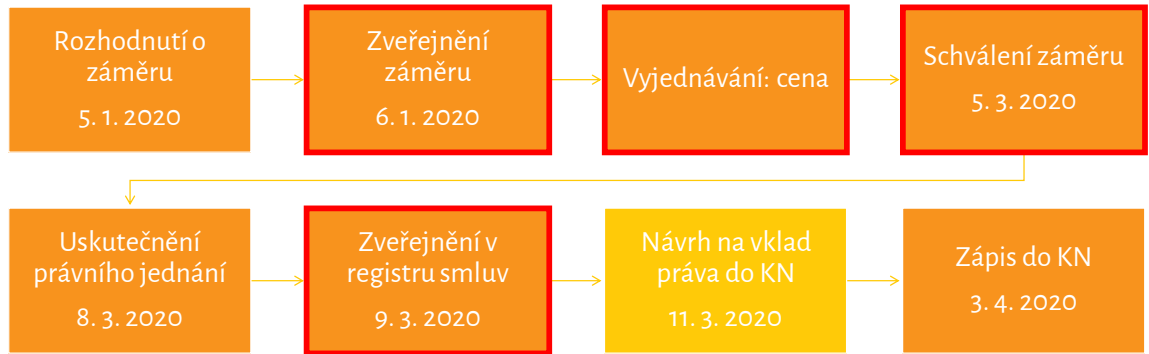 Rozhodnutí o
záměru
5. 1. 2020
Zveřejnění
záměru
6. 1. 2020
Vyjednávání: cena
Schválení záměru
5. 3. 2020
Uskutečnění
právního jednání
8. 3. 2020
Zveřejnění v
registru smluv
9. 3. 2020
Návrh na vklad
práva do KN
11. 3. 2020
Zápis do KN
3. 4. 2020